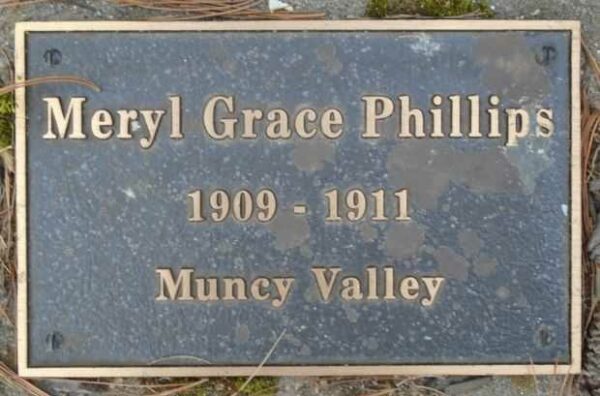 Meryl Grace Phillips
1909 - 1911
Muncy Valley